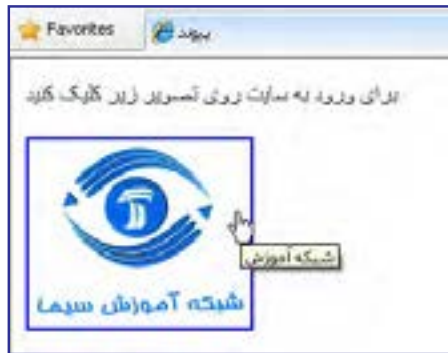 Favorites
پیوند
برای ورود به سایت روی تصویر زیر کلیک کنید
شبکه آموزش
شبکه آموزش سیما